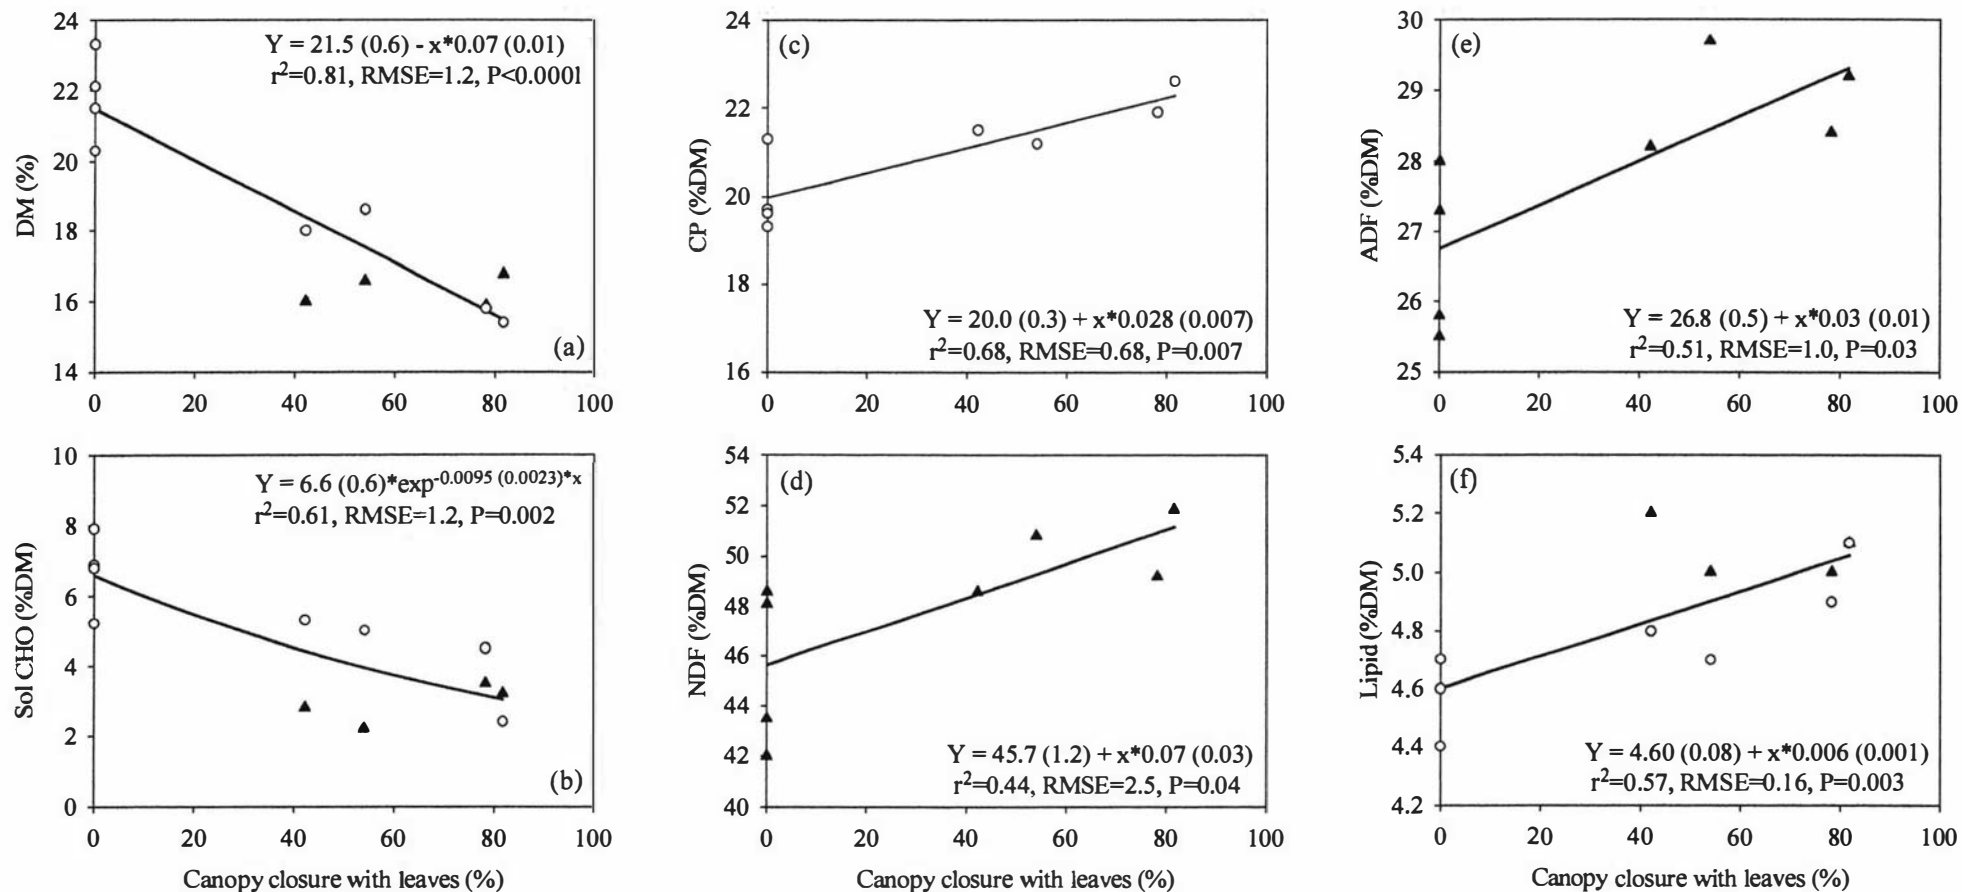 24
22
20
18
16
14
DM (%)
Y = 21.5 (0.6) - x*0.07 (0.01)
r2=0.81, RMSE=1.2, P<0.0001
(a)
0 20 40 60 80 100
24
22
20
18
16
CP (%DM)
(c)
Y = 20.0 (0.3) + x*0.028 (0.007)
r2=0.68, RMSE=0.68, P=0.007
0 20 40 60 80 100
30
29
28
27
26
25
ADF (%DM)
(e)
Y = 26.8 (0.5) + x*0.03 (0.01)
r2=0.51, RMSE=1.0, P=0.03
0 20 40 60 80 100
10
8
6
4
2
0
Sol CHO (%DM)
Y = 6.6 (0.6)*exp-0.0095 (0.0023)*x
r2=0.61, RMSE=1.2, P=0.002
(b)
0 20 40 60 80 100
Canopy closure with leaves (%)
54
52
50
48
46
44
42
40
NDF (%DM)
(d)
Y = 45.7 (1.2) + x*0.07 (0.03)
r2=0.44, RMSE=2.5, P=0.04
0 20 40 60 80 100
Canopy closure with leaves (%)
5.4
5.2
5.0
4.8
4.6
4.4
4.2
Lipid (%DM)
(f)
Y = 4.60 (0.08) + x*0.006 (0.001)
r2=0.57, RMSE=0.16, P=0.003
0 20 40 60 80 100
Canopy closure with leaves (%)